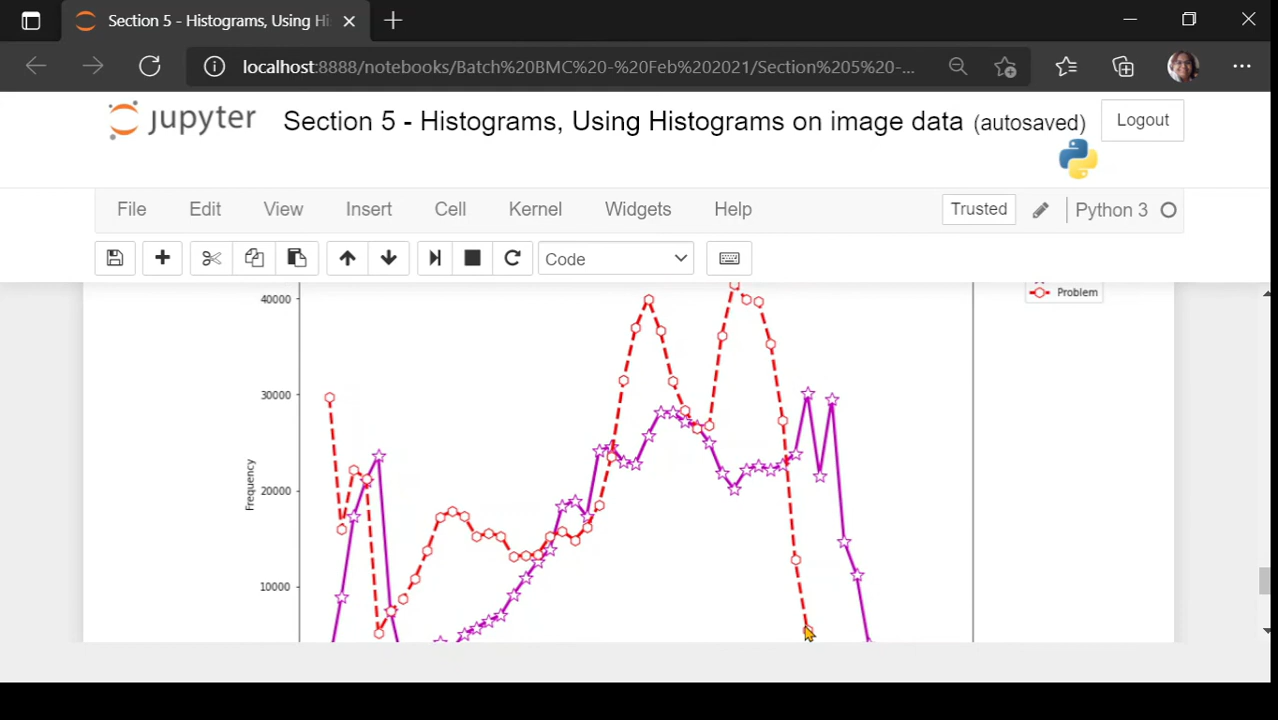 Section 5 - Histograms, Using Hi
localhost:8888/notebooks/Batch%20BMC%20-%20Feb%202021/Section%205%20-...
jupyter Section 5 - Histograms, Using Histograms on image data (autosaved) Logout
File Edit View Insert Cell Kernel Widgets Help Trusted Python 3
Code
40000
Problem
30000
Frequency
20000
10000